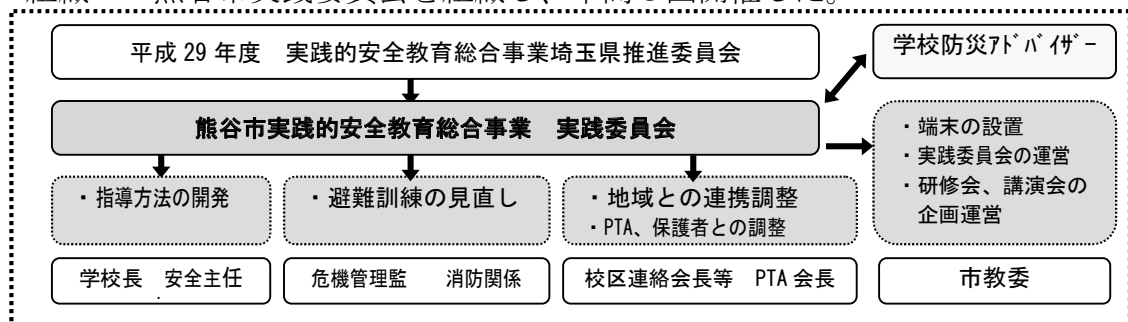 平成 29 年度　実践的安全教育総合事業埼玉県推進委員会
学校防災ｱﾄﾞﾊﾞｲｻﾞｰ
熊谷市実践的安全教育総合事業　実践委員会
・端末の設置
・実践委員会の運営
・研修会、講演会の
企画運営
・指導方法の開発
・避難訓練の見直し
・地域との連携調整
・PTA、保護者との調整
学校長　安全主任
危機管理監　消防関係
校区連絡会長等　PTA 会長
市教委